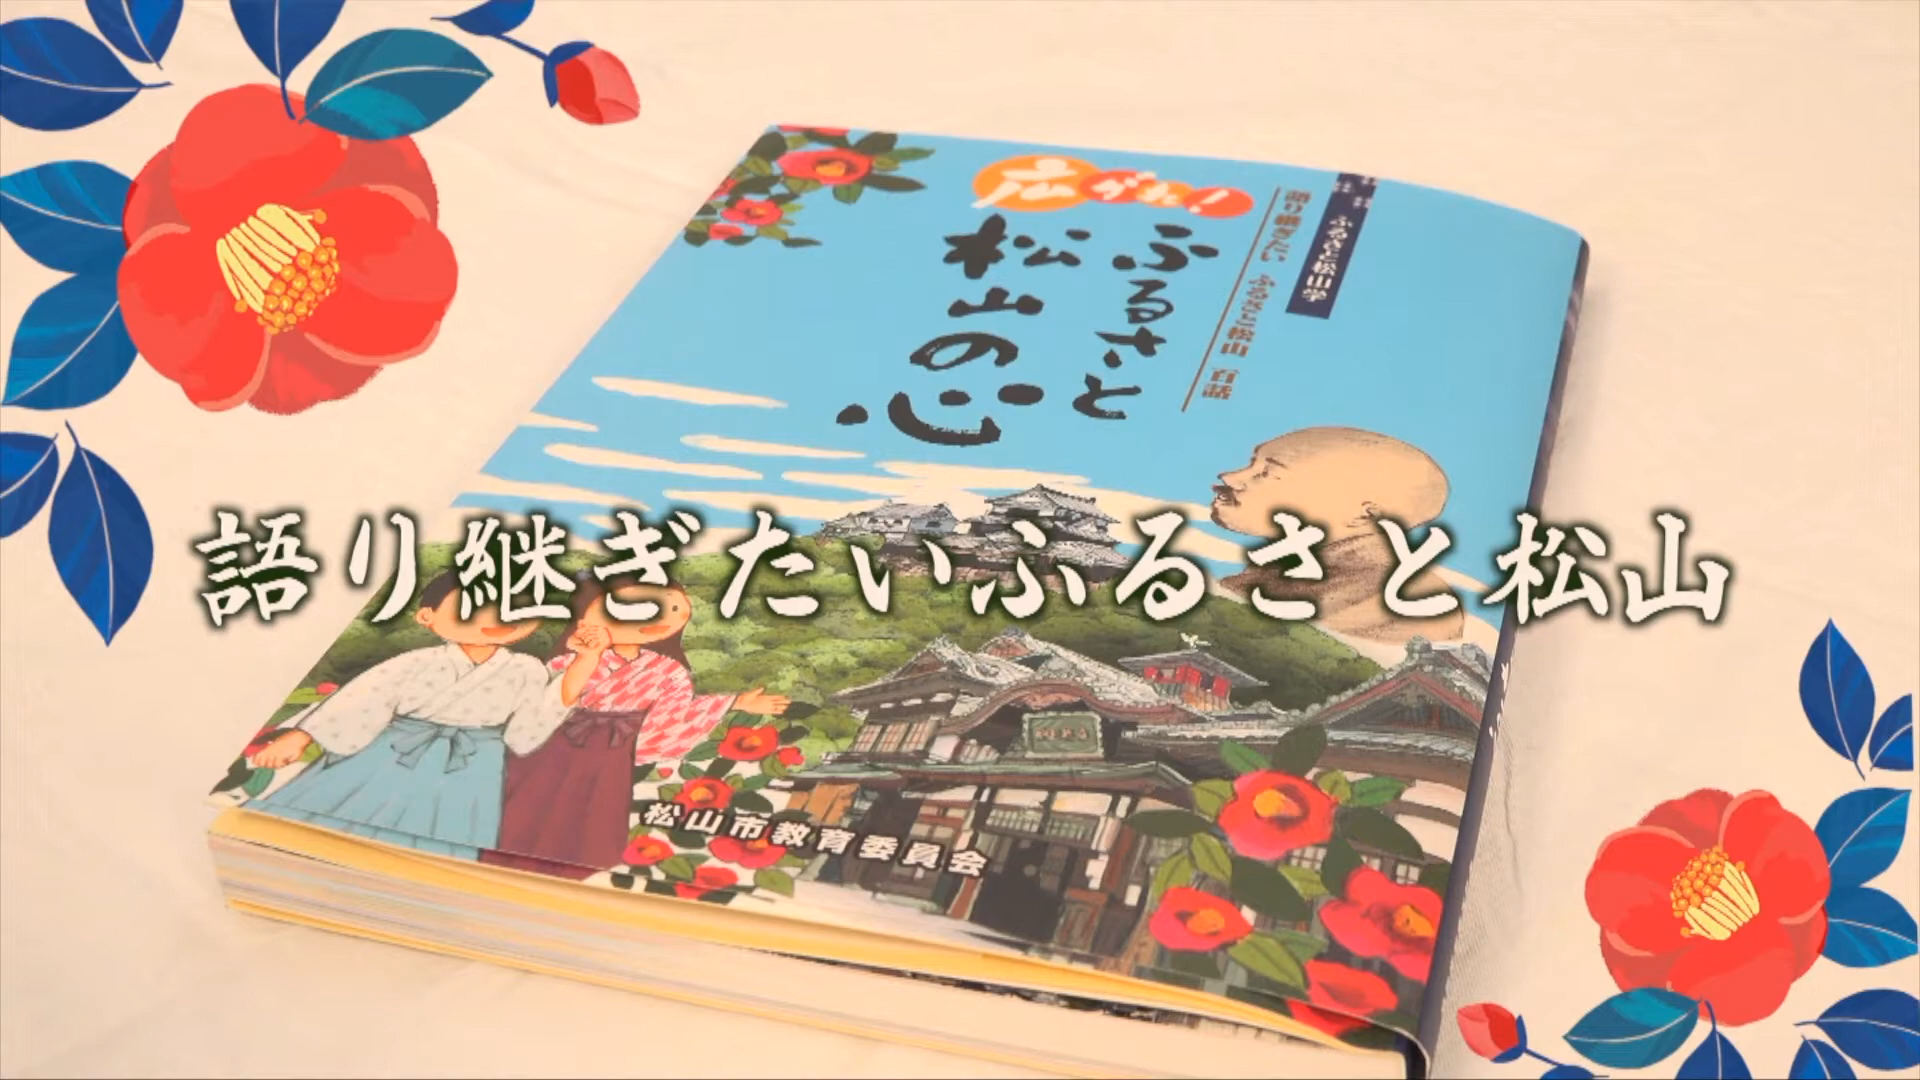 ふるさと松山学
語り継ぎたい ふるさと松山 百話
広がれ!
ふるさと
松山の心
語り継ぎたいふるさと松山
松山市教育委員会